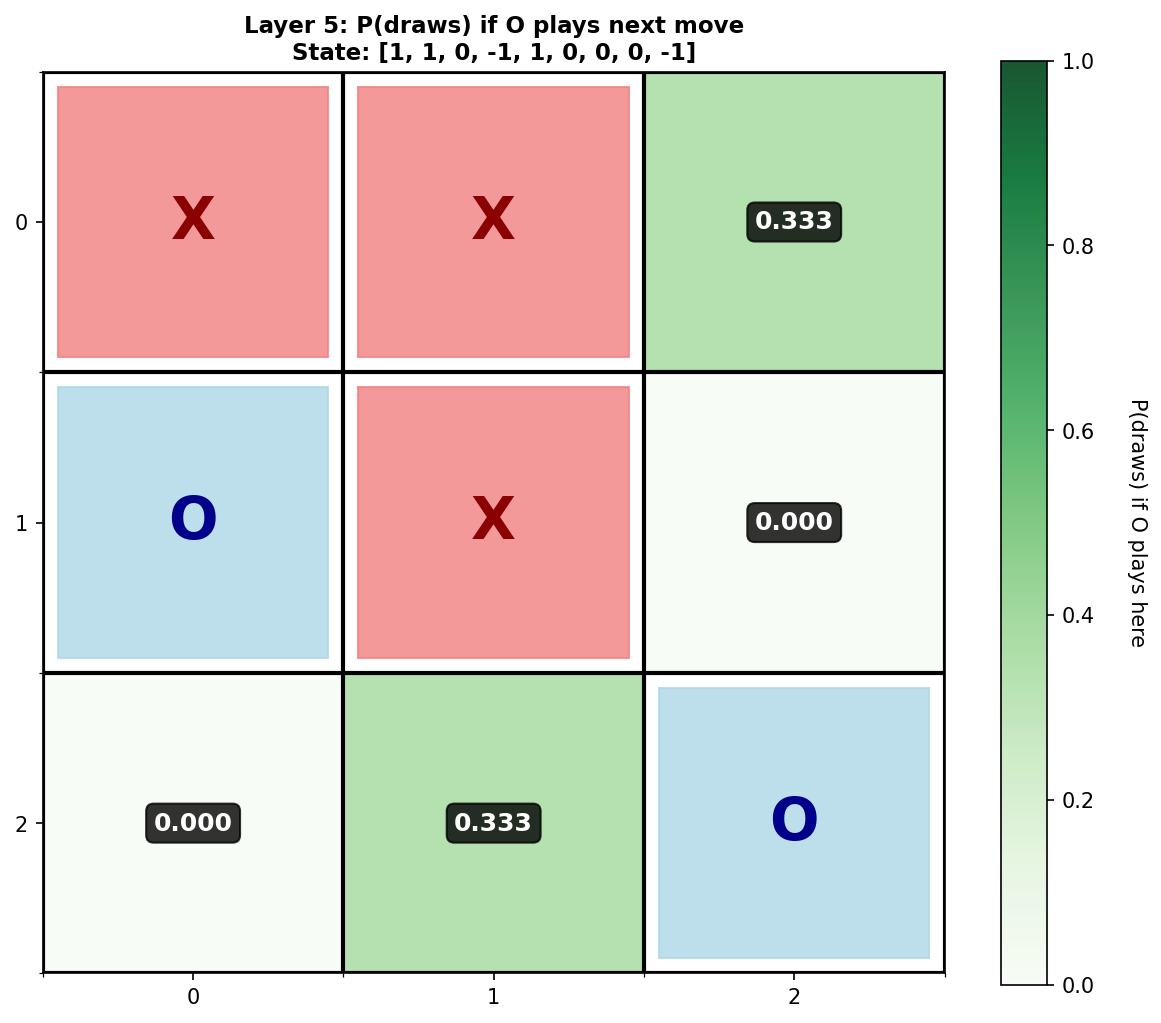 Layer 5: P(draws) if O plays next move
State: [1, 1, 0, -1, 1, 0, 0, 0, -1]
X
X
0.333
O
X
0.000
0.000
0.333
O
0
1
2
0
1
2
1.0
0.8
0.6
0.4
0.2
0.0
P(draws) if O plays here